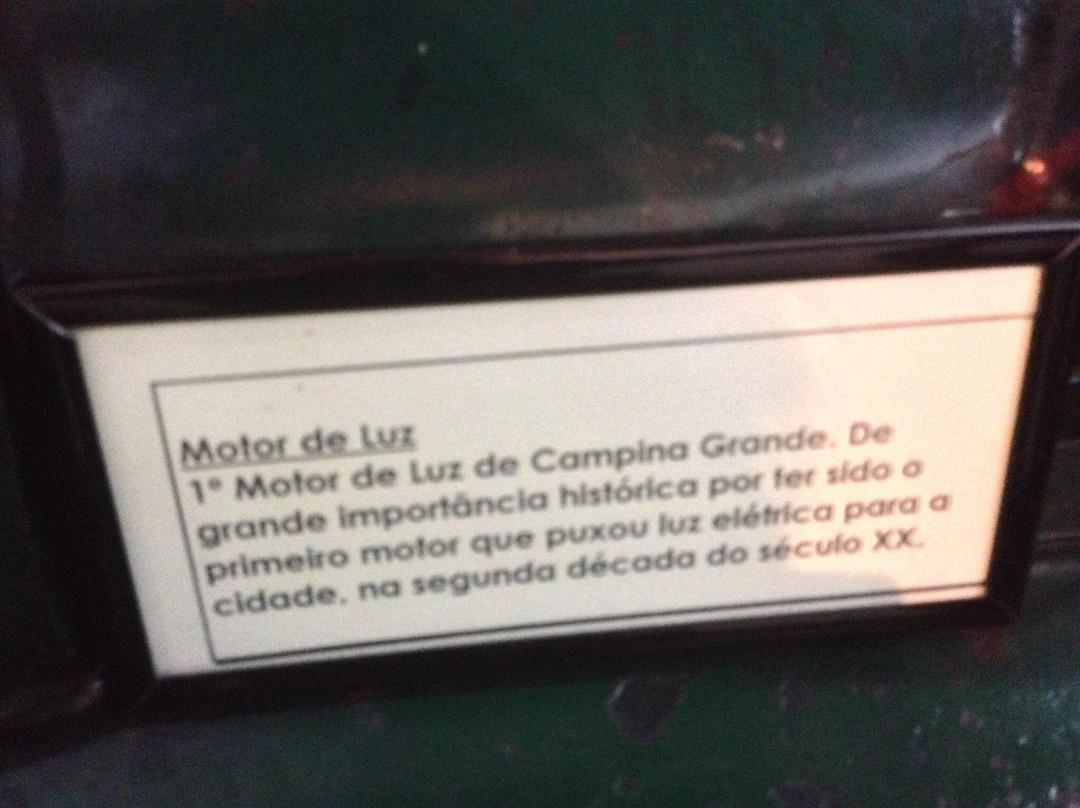 Motor de Luz
1º Motor de Luz de Campina Grande. De
grande importância histórica por ter sido o
primeiro motor que puxou luz elétrica para a
cidade, na segunda década do século XX.